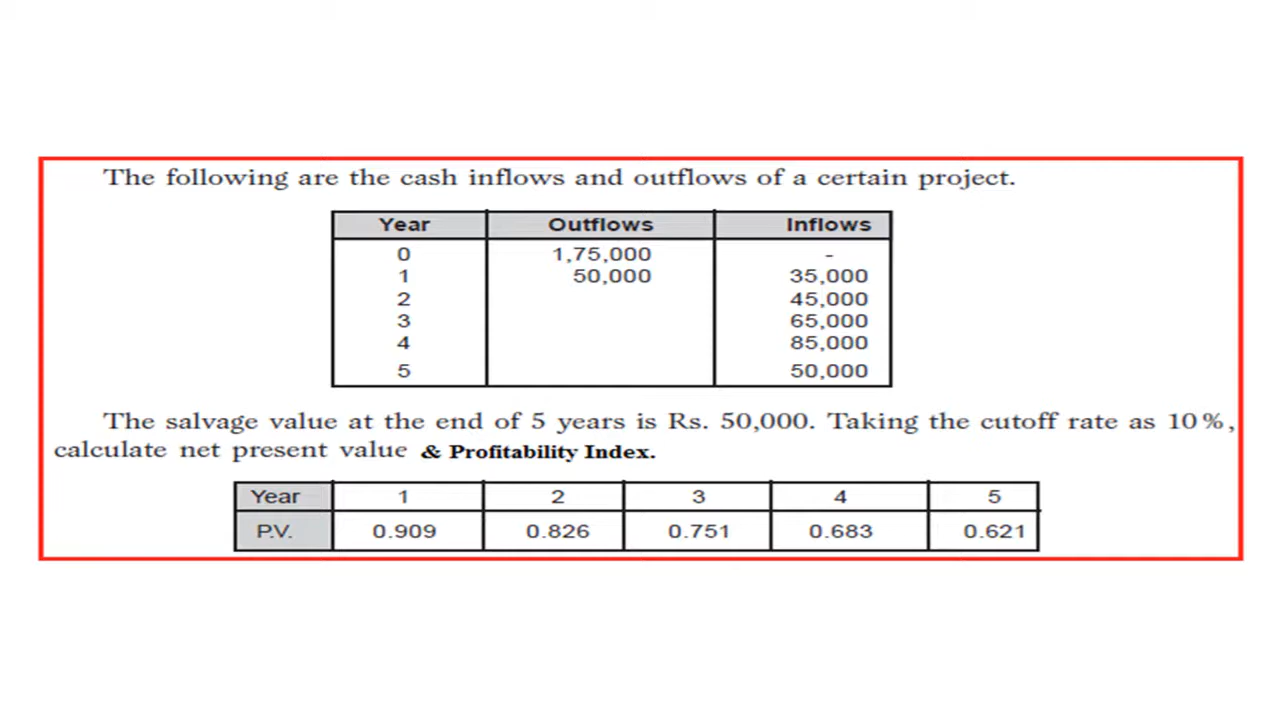 The following are the cash inflows and outflows of a certain project.
Year Outflows Inflows
0 1,75,000 -
1 50,000 35,000
2 45,000
3 65,000
4 85,000
5 50,000
The salvage value at the end of 5 years is Rs. 50,000. Taking the cutoff rate as 10%,
calculate net present value & Profitability Index.
Year 1 2 3 4 5
P.V. 0.909 0.826 0.751 0.683 0.621